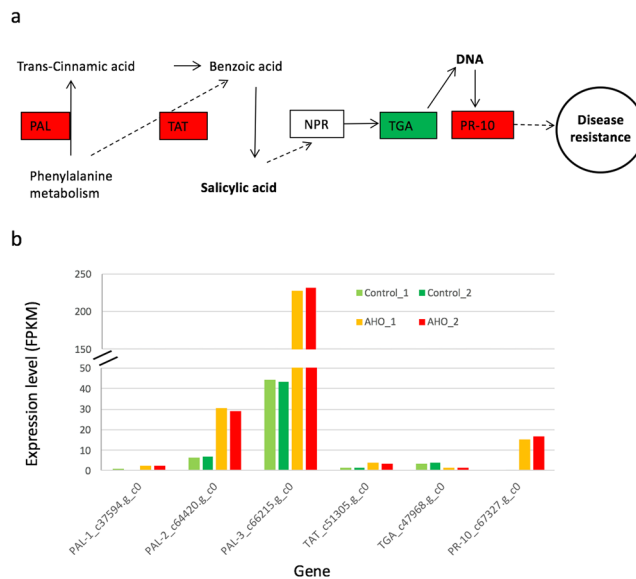 a
Trans-Cinnamic acid
Benzoic acid
DNA
PAL
TAT
NPR
TGA
PR-10
Disease
resistance
Phenylalanine
metabolism
Salicylic acid
b
Expression level (FPKM)
250
200
150
50
40
30
20
10
0
Control_1
Control_2
AHO_1
AHO_2
PAL-1_c37594.g_c0
PAL-2_c64420.g_c0
PAL-3_c66215.g_c0
TAT_c51305.g_c0
TGA_c47968.g_c0
PR-10_c67327.g_c0
Gene